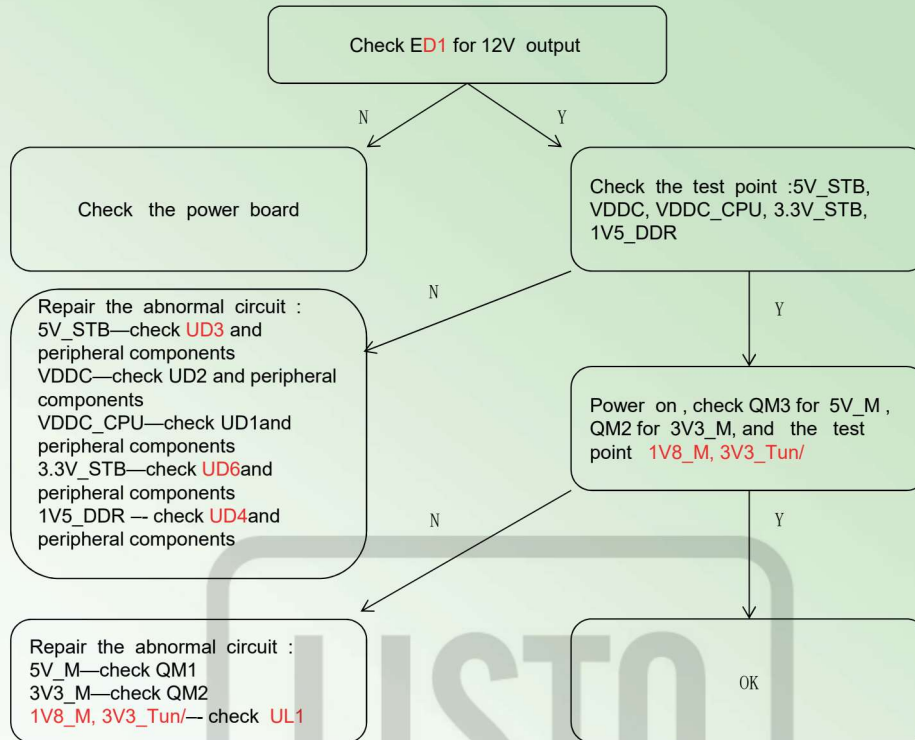 Check ED1 for 12V output
N
Y
Check the power board
Check the test point :5V_STB,
VDDC, VDDC_CPU, 3.3V_STB,
1V5_DDR
N
Y
Repair the abnormal circuit :
5V_STB—check UD3 and
peripheral components
VDDC—check UD2 and peripheral
components
VDDC_CPU—check UD1and
peripheral components
3.3V_STB—check UD6and
peripheral components
1V5_DDR –- check UD4and
peripheral components
Power on , check QM3 for 5V_M ,
QM2 for 3V3_M, and the test
point 1V8_M, 3V3_Tun/
N
Y
Repair the abnormal circuit :
5V_M—check QM1
3V3_M—check QM2
1V8_M, 3V3_Tun/–- check UL1
OK
LISTO